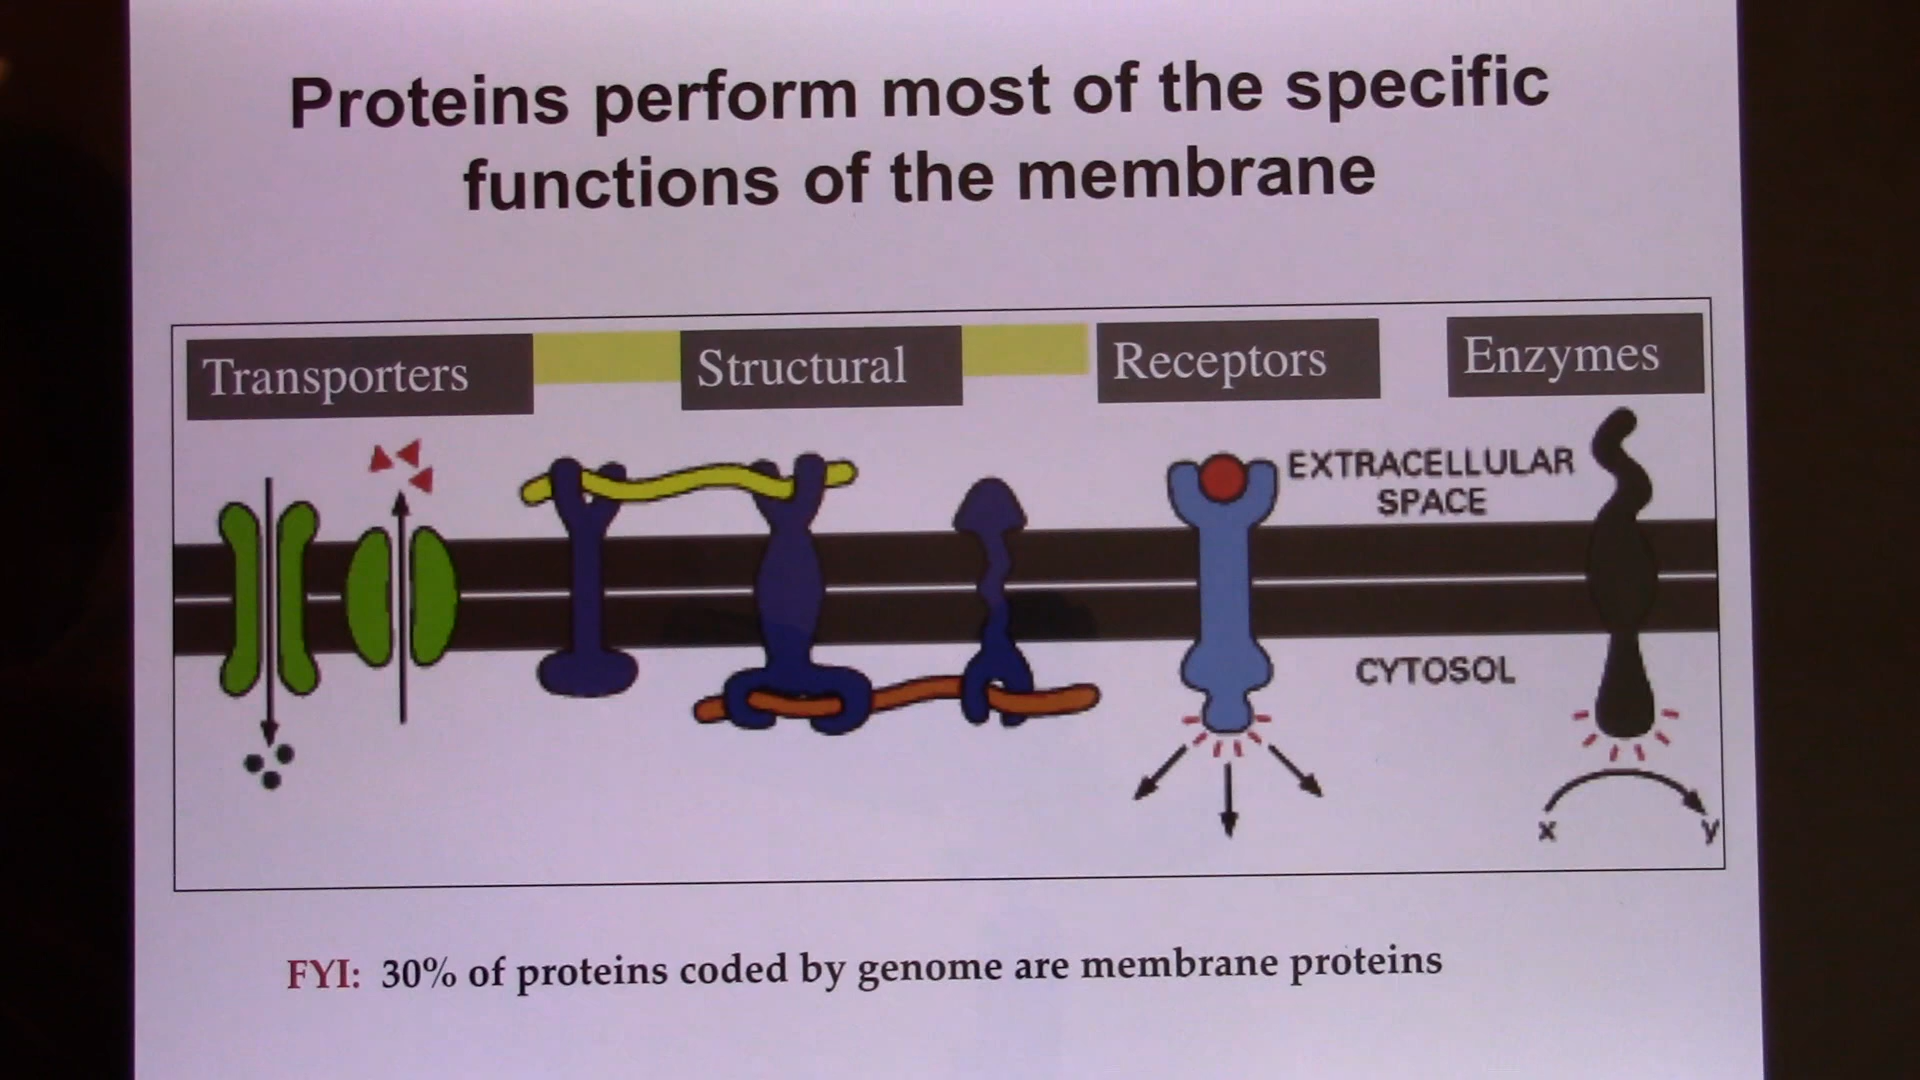 Proteins perform most of the specific
functions of the membrane
Transporters
Structural
Receptors
Enzymes
EXTRACELLULAR
SPACE
CYTOSOL
x
y
FYI: 30% of proteins coded by genome are membrane proteins